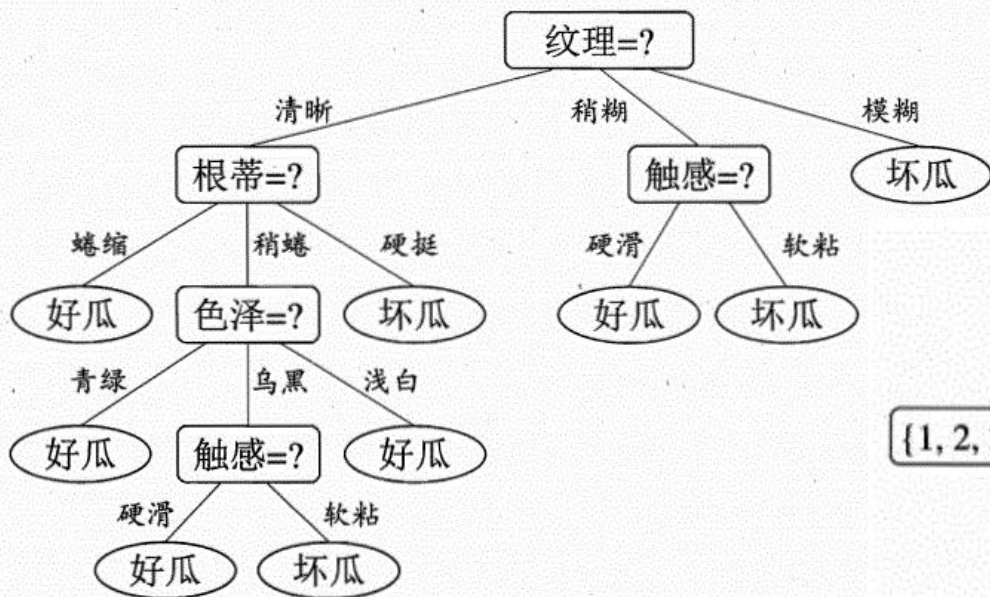 纹理=?
清晰 稍糊 模糊
根蒂=? 触感=? 坏瓜
蜷缩 稍蜷 硬挺 硬滑 软粘
好瓜 色泽=? 坏瓜 好瓜 坏瓜
青绿 乌黑 浅白
好瓜 触感=? 好瓜 {1, 2,
硬滑 软粘
好瓜 坏瓜